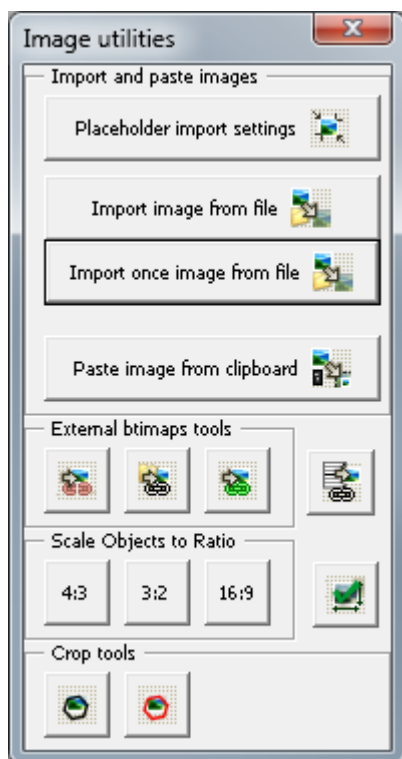 Image utilities
Import and paste images
Placeholder import settings
Import image from file
Import once image from file
Paste image from clipboard
External btimaps tools
Scale Objects to Ratio
4:3 3:2 16:9
Crop tools